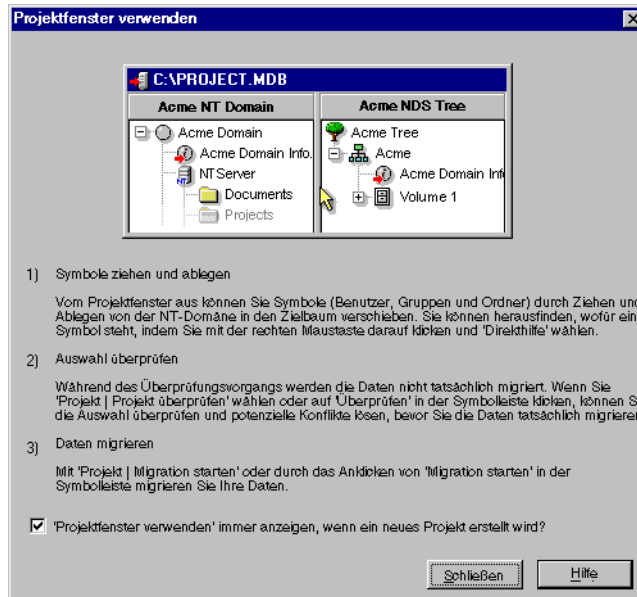 Projektfenster verwenden
C:\PROJECT.MDB
Acme NT Domain
Acme NDS Tree
Acme Domain
Acme Tree
Acme Domain Info.
Acme
NTServer
Acme Domain Inf
Documents
Volume 1
Projects
1) Symbole ziehen und ablegen
Vom Projektfenster aus können Sie Symbole (Benutzer, Gruppen und Ordner) durch Ziehen und
Ablegen von der NT-Domäne in den Zielbaum verschieben. Sie können herausfinden, wofür ein
Symbol steht, indem Sie mit der rechten Maustaste darauf klicken und 'Direkthilfe' wählen.
2) Auswahl überprüfen
Während des Überprüfungsvorgangs werden die Daten nicht tatsächlich migriert. Wenn Sie
'Projekt | Projekt überprüfen' wählen oder auf 'Überprüfen' in der Symbolleiste klicken, können S
die Auswahl überprüfen und potenzielle Konflikte lösen, bevor Sie die Daten tatsächlich migrieren
3) Daten migrieren
Mit 'Projekt | Migration starten' oder durch das Anklicken von 'Migration starten' in der
Symbolleiste migrieren Sie Ihre Daten.
'Projektfenster verwenden' immer anzeigen, wenn ein neues Projekt erstellt wird?
Schließen
Hilfe